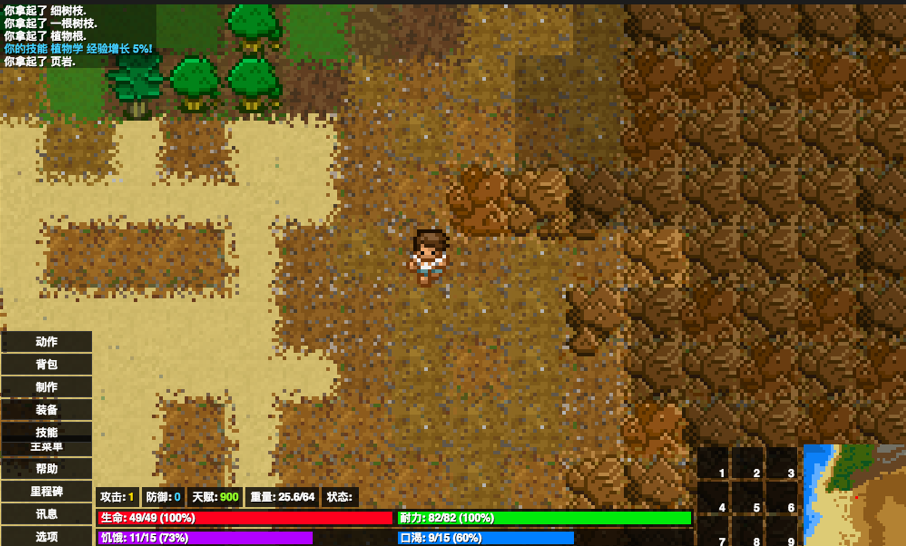 你拿起了 细树枝.
你拿起了 一根树枝.
你拿起了 植物根.
你的技能 植物学 经验增长 5%!
你拿起了 页岩.
动作
背包
制作
装备
技能
主菜单
帮助
里程碑
讯息
选项
攻击: 1 防御: 0 天赋: 900 重量: 25.6/64 状态:
生命: 49/49 (100%) 耐力: 82/82 (100%)
饥饿: 11/15 (73%) 口渴: 9/15 (60%)
1 2 3
4 5 6
7 8 9